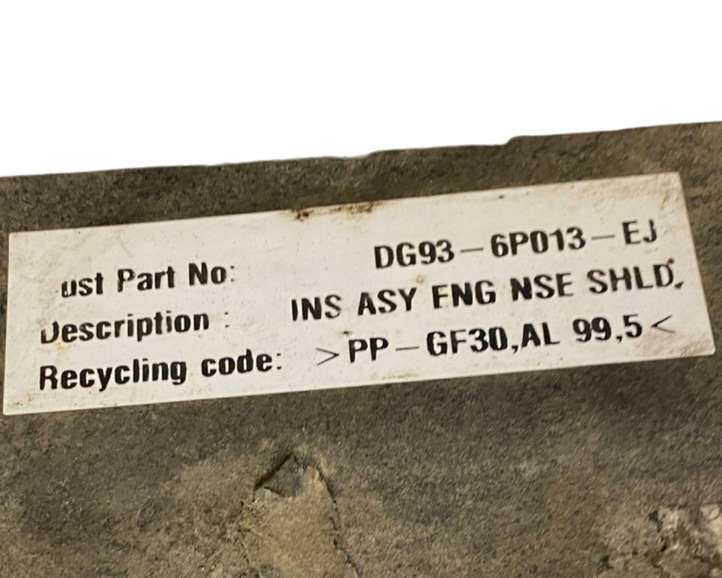 ust Part No: DG93-6P013-EJ
Description : INS ASY ENG NSE SHLD.
Recycling code: >PP-GF30,AL 99,5<